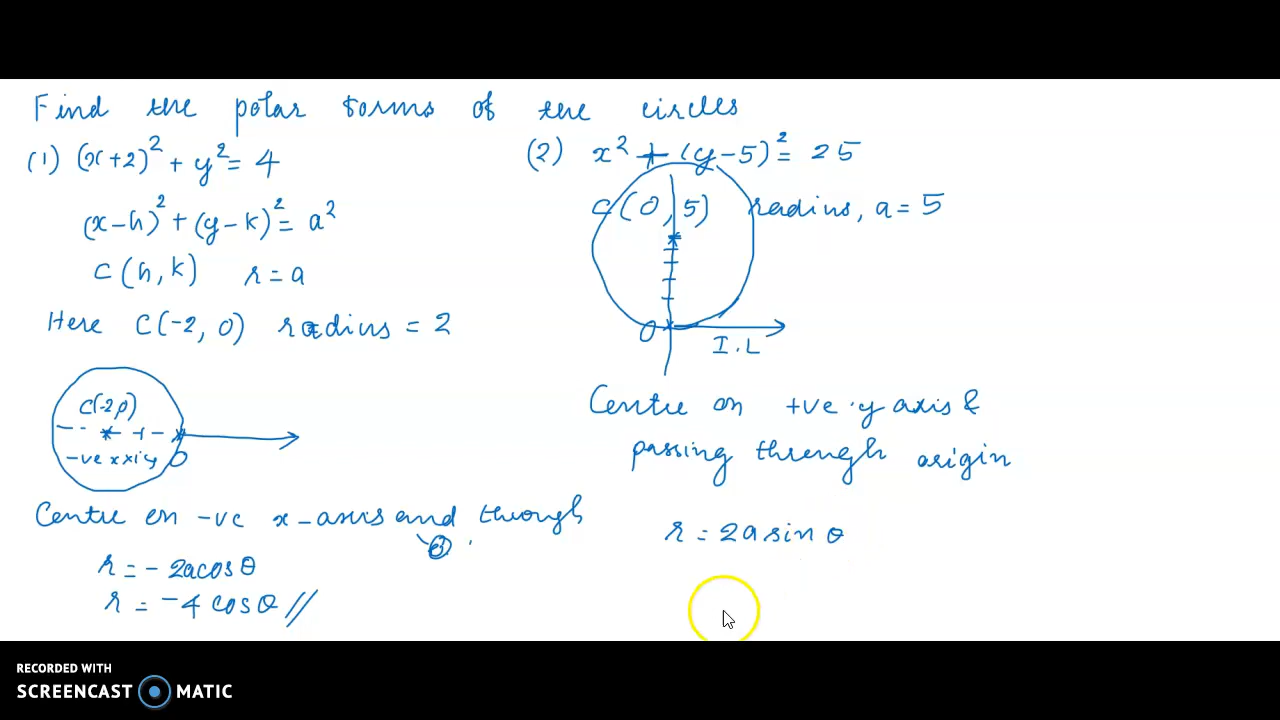 Find the polar forms of the circles
(1) (x+2)² + y² = 4
(x-h)² + (y-k)² = a²
C(h, k) r = a
Here C(-2, 0) radius = 2
C(-2,0)
-ve x axis O
Centre on -ve x-axis and through
r = - 2a cos θ
r = -4 cos θ //
(2) x² + (y-5)² = 25
C(0, 5) radius, a = 5
O
I.L
Centre on +ve y axis &
passing through origin
r = 2a sin θ
RECORDED WITH
SCREENCAST MATIC